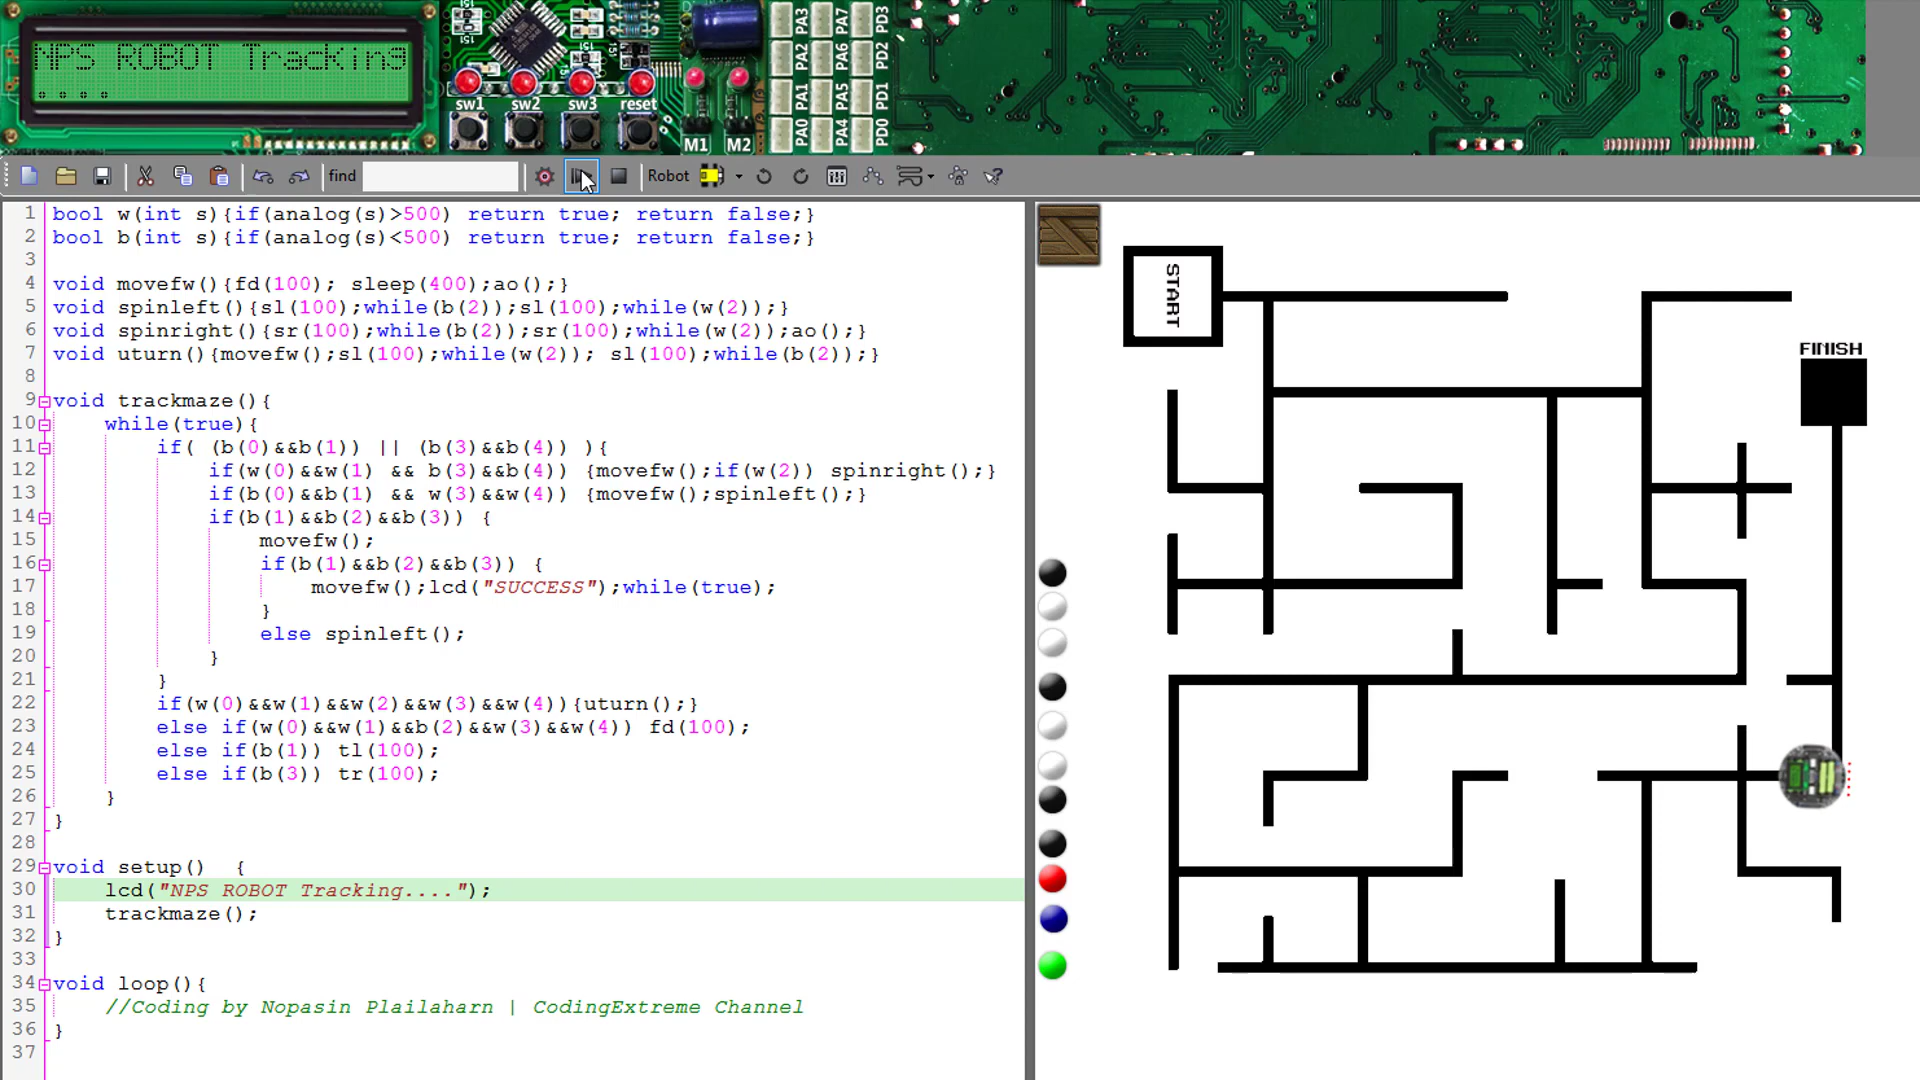 NPS ROBOT Tracking
....
151
151
151
PA3 PA7 PD3
PA2 PA6 PD2
PA1 PA5 PD1
PA0 PA4 PD0
sw1 sw2 sw3 reset
M1 M2
find
Robot
1 bool w(int s){if(analog(s)>500) return true; return false;}
2 bool b(int s){if(analog(s)<500) return true; return false;}
3
4 void movefw(){fd(100); sleep(400);ao();}
5 void spinleft(){sl(100);while(b(2));sl(100);while(w(2));}
6 void spinright(){sr(100);while(b(2));sr(100);while(w(2));ao();}
7 void uturn(){movefw();sl(100);while(w(2)); sl(100);while(b(2));}
8
9 void trackmaze(){
10 while(true){
11 if( (b(0)&&b(1)) || (b(3)&&b(4)) ){
12 if(w(0)&&w(1) && b(3)&&b(4)) {movefw();if(w(2)) spinright();}
13 if(b(0)&&b(1) && w(3)&&w(4)) {movefw();spinleft();}
14 if(b(1)&&b(2)&&b(3)) {
15 movefw();
16 if(b(1)&&b(2)&&b(3)) {
17 movefw();lcd("SUCCESS");while(true);
18 }
19 else spinleft();
20 }
21 }
22 if(w(0)&&w(1)&&w(2)&&w(3)&&w(4)){uturn();}
23 else if(w(0)&&w(1)&&b(2)&&w(3)&&w(4)) fd(100);
24 else if(b(1)) tl(100);
25 else if(b(3)) tr(100);
26 }
27 }
28
29 void setup() {
30 lcd("NPS ROBOT Tracking....");
31 trackmaze();
32 }
33
34 void loop(){
35 //Coding by Nopasin Plailaharn | CodingExtreme Channel
36 }
37
START
FINISH